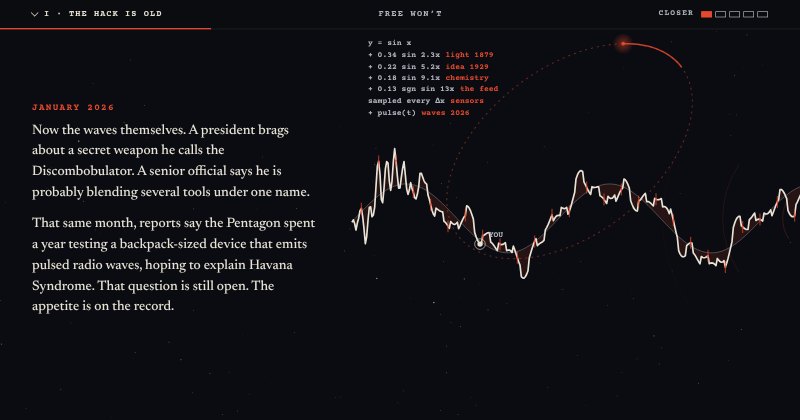 I · THE HACK IS OLD
FREE WON'T
CLOSER
y = sin x
+ 0.34 sin 2.3x light 1879
+ 0.22 sin 5.2x idea 1929
+ 0.18 sin 9.1x chemistry
+ 0.13 sgn sin 13x the feed
sampled every Δx sensors
+ pulse(t) waves 2026
JANUARY 2026
Now the waves themselves. A president brags
about a secret weapon he calls the
Discombobulator. A senior official says he is
probably blending several tools under one name.
That same month, reports say the Pentagon spent
a year testing a backpack-sized device that emits
pulsed radio waves, hoping to explain Havana
Syndrome. That question is still open. The
appetite is on the record.
YOU